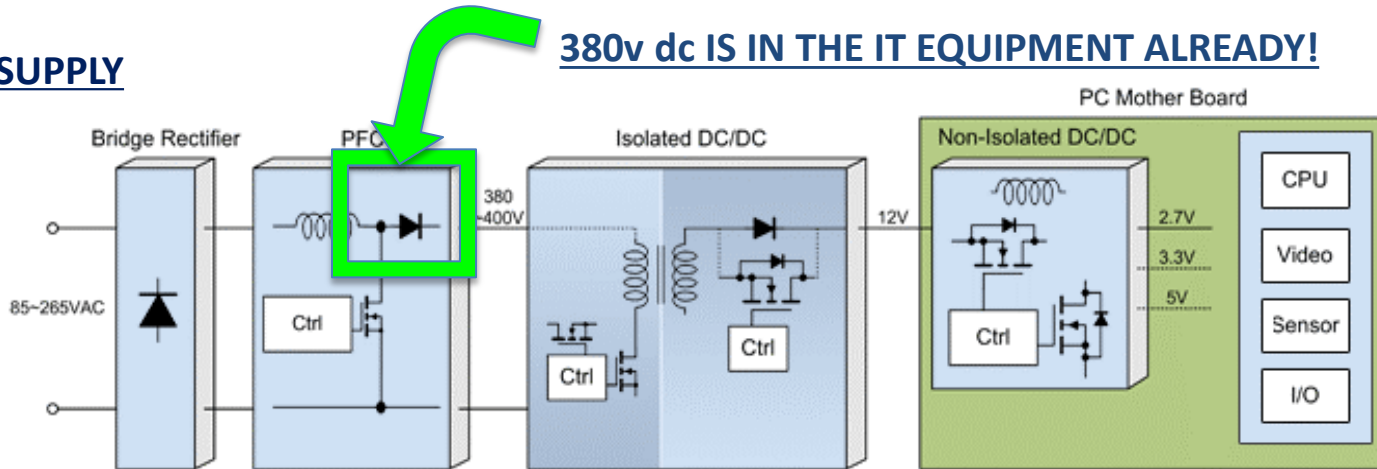 380v dc IS IN THE IT EQUIPMENT ALREADY!
SUPPLY
PC Mother Board
Bridge Rectifier
PFC
Isolated DC/DC
Non-Isolated DC/DC
85~265VAC
Ctrl
380
~400V
Ctrl
Ctrl
12V
Ctrl
2.7V
3.3V
5V
CPU
Video
Sensor
I/O